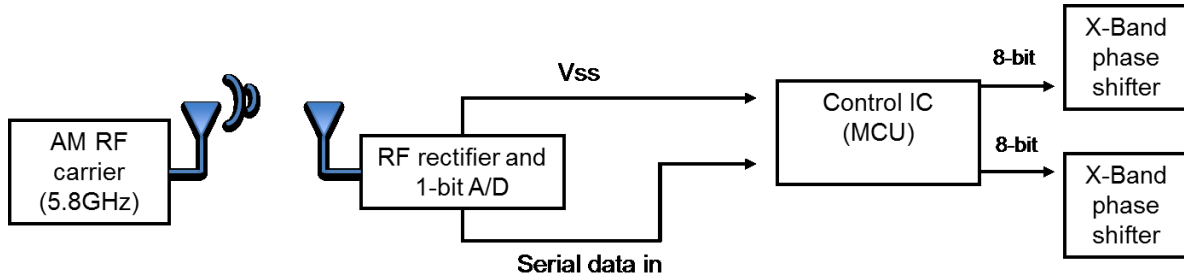 AM RF
carrier
(5.8GHz)
RF rectifier and
1-bit A/D
Vss
Serial data in
Control IC
(MCU)
8-bit
8-bit
X-Band
phase
shifter
X-Band
phase
shifter